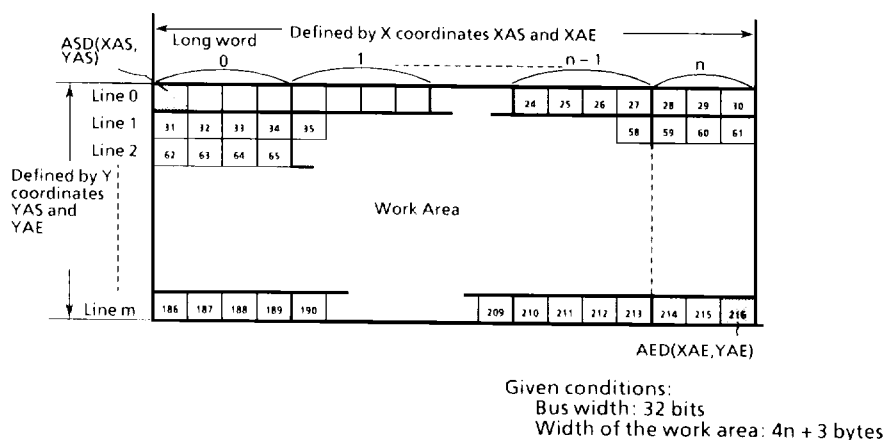 Defined by X coordinates XAS and XAE
ASD(XAS,
YAS)
Long word
0 1 n – 1 n
Line 0 24 25 26 27 28 29 30
Line 1 31 32 33 34 35 58 59 60 61
Line 2 62 63 64 65
Defined by Y
coordinates
YAS and
YAE
Work Area
Line m 186 187 188 189 190 209 210 211 212 213 214 215 216
AED(XAE,YAE)
Given conditions:
Bus width: 32 bits
Width of the work area: 4n + 3 bytes